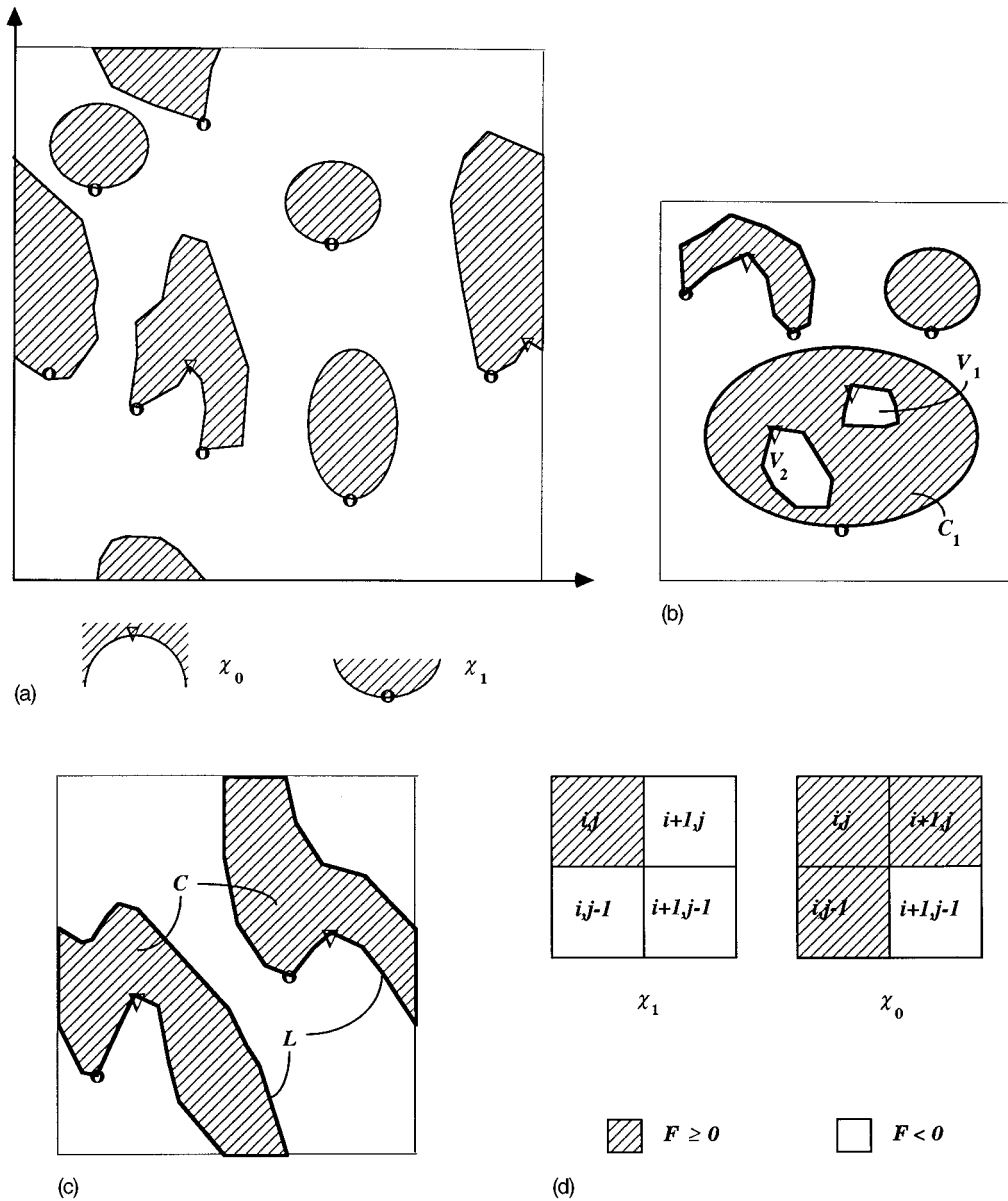 V₁
V₂
C₁
(b)
χ₀
χ₁
(a)
C
L
(c)
i,j
i+1,j
i,j-1
i+1,j-1
χ₁
i,j
i+1,j
i,j-1
i+1,j-1
χ₀
F ≥ 0
F < 0
(d)